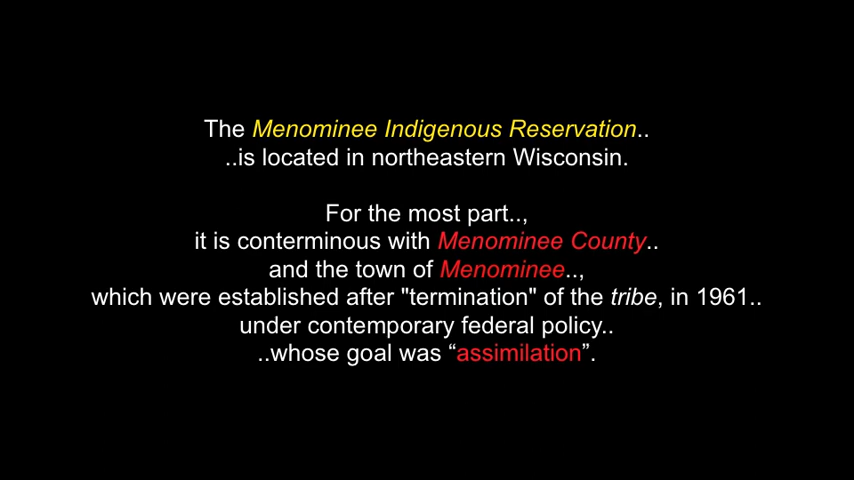 The Menominee Indigenous Reservation..
..is located in northeastern Wisconsin.
For the most part..,
it is conterminous with Menominee County..
and the town of Menominee..,
which were established after "termination" of the tribe, in 1961..
under contemporary federal policy..
..whose goal was “assimilation”.